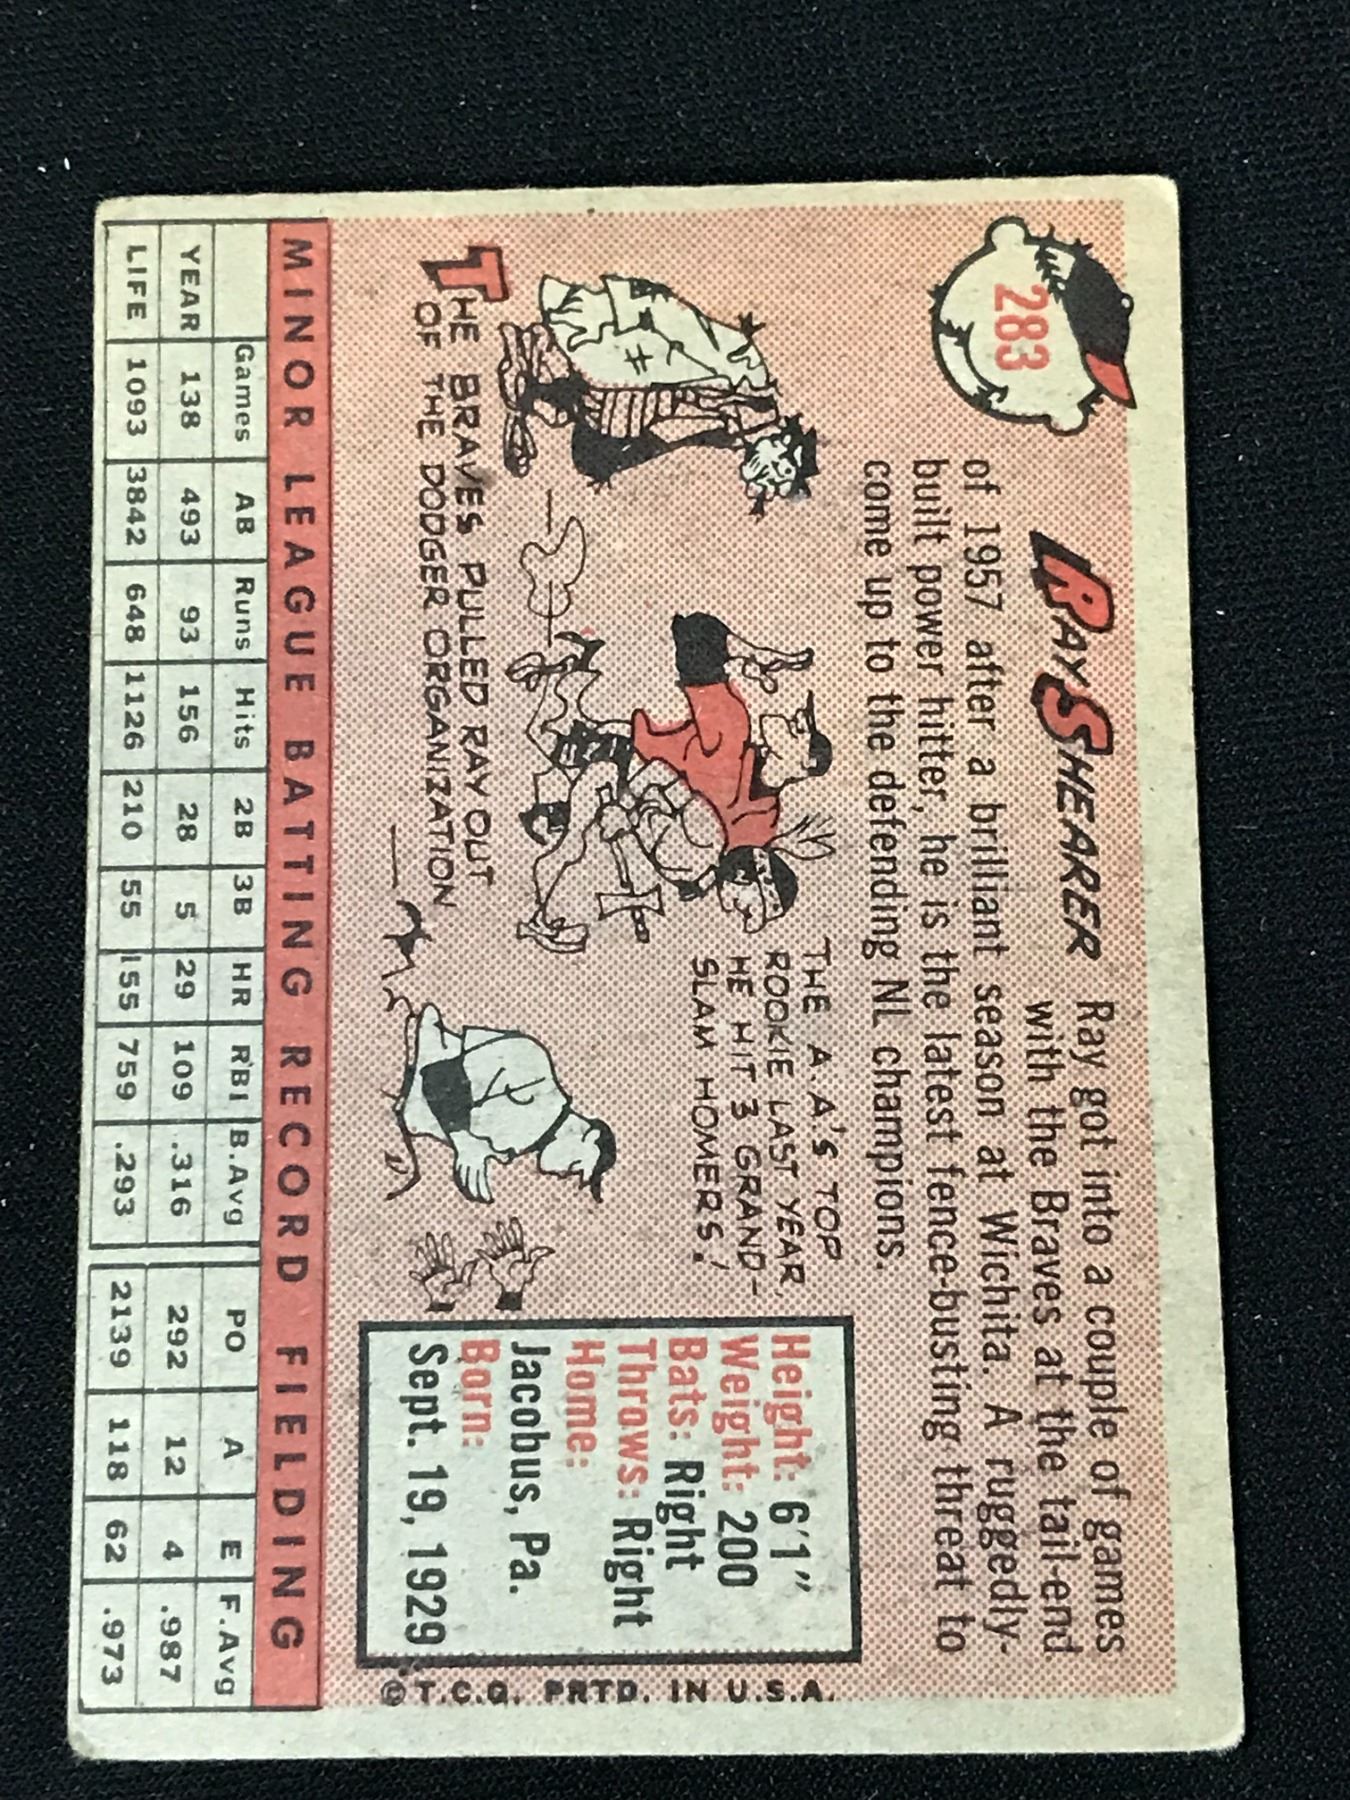 283
RAY SHEARER
Ray got into a couple of games
with the Braves at the tail-end
of 1957 after a brilliant season at Wichita. A ruggedly-
built power hitter, he is the latest fence-busting threat to
come up to the defending NL champions.
THE BRAVES PULLED RAY OUT
OF THE DODGER ORGANIZATION
THE A.A'S TOP
ROOKIE LAST YEAR,
HE HIT 3 GRAND-
SLAM HOMERS!
Height: 6'1"
Weight: 200
Bats: Right
Throws: Right
Home:
Jacobus, Pa.
Born:
Sept. 19, 1929
© T.C.G. PRTD. IN U.S.A.
MINOR LEAGUE BATTING RECORD FIELDING
Games AB Runs Hits 2B 3B HR RBI B.Avg PO A E F.Avg
YEAR 138 493 93 156 28 5 29 109 .316 292 12 4 .987
LIFE 1093 3842 648 1126 210 55 155 759 .293 2139 118 62 .973